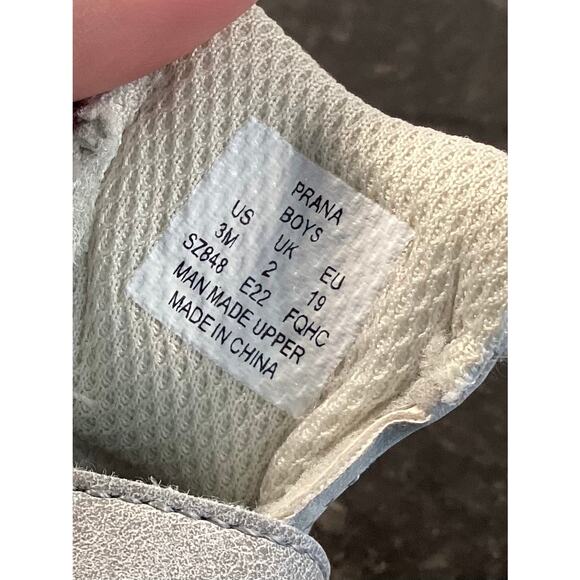 PRANA
BOYS
US UK EU
3M 2 19
SZ848 E22 FQHC
MAN MADE UPPER
MADE IN CHINA